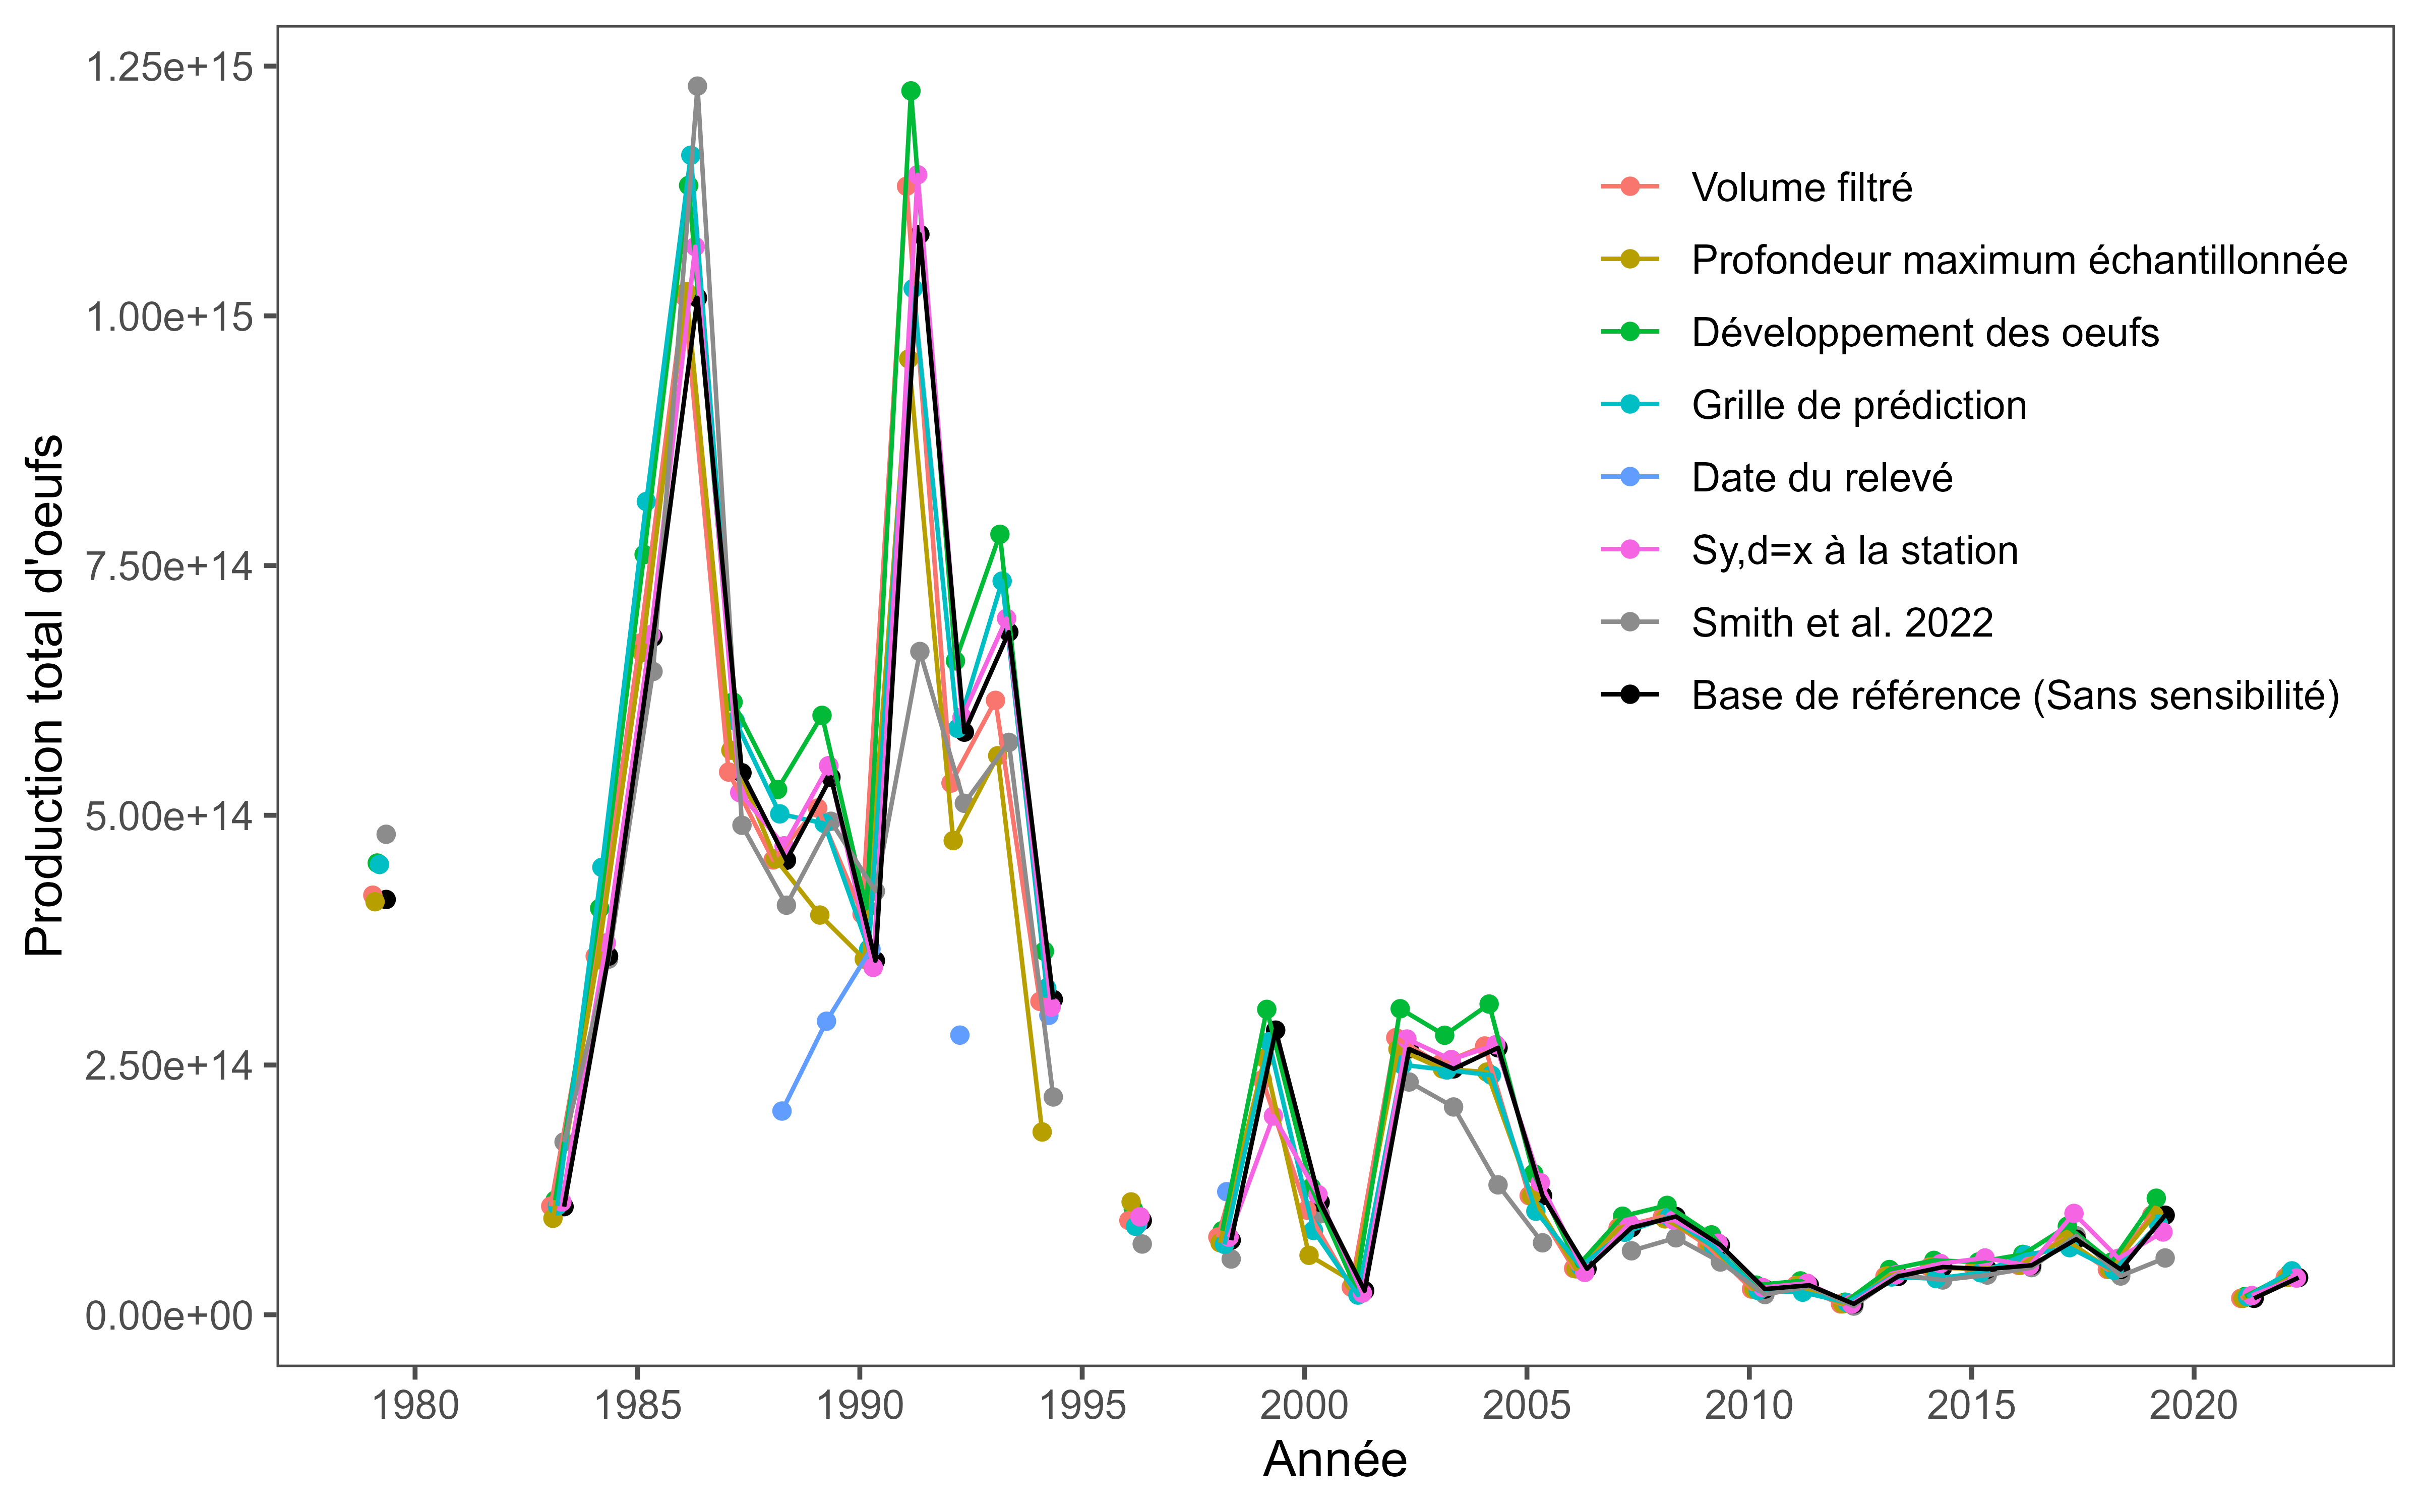 1.25e+15
1.00e+15
7.50e+14
5.00e+14
2.50e+14
0.00e+00
Production total d'oeufs
1980 1985 1990 1995 2000 2005 2010 2015 2020
Année
Volume filtré
Profondeur maximum échantillonnée
Développement des oeufs
Grille de prédiction
Date du relevé
Sy,d=x à la station
Smith et al. 2022
Base de référence (Sans sensibilité)